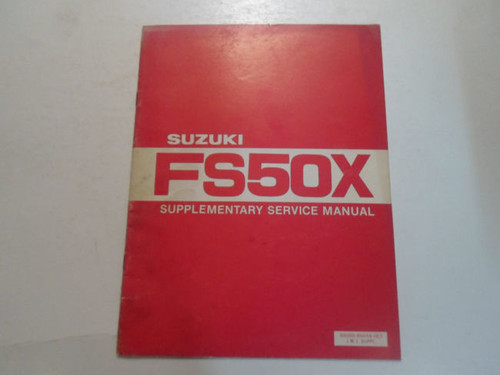 SUZUKI
FS50X
SUPPLEMENTARY SERVICE MANUAL